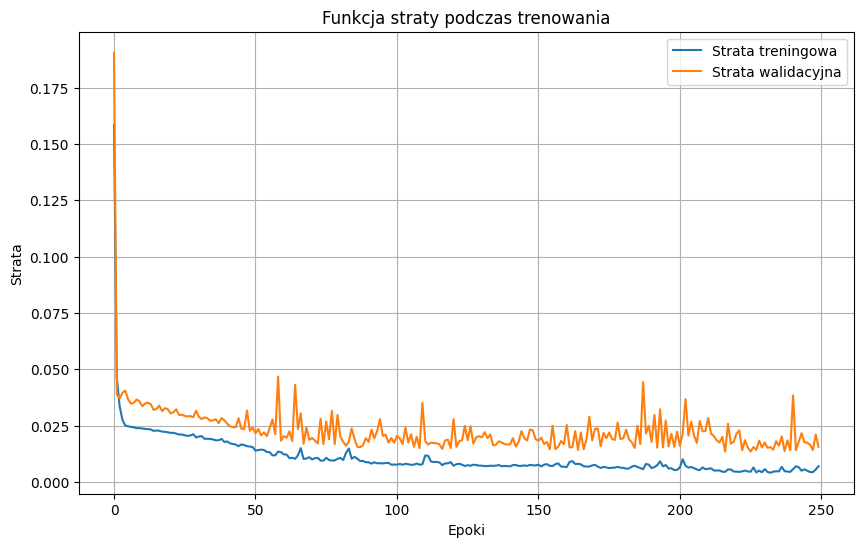 Funkcja straty podczas trenowania
Strata treningowa
Strata walidacyjna
0.175
0.150
0.125
0.100
0.075
0.050
0.025
0.000
Strata
0 50 100 150 200 250
Epoki